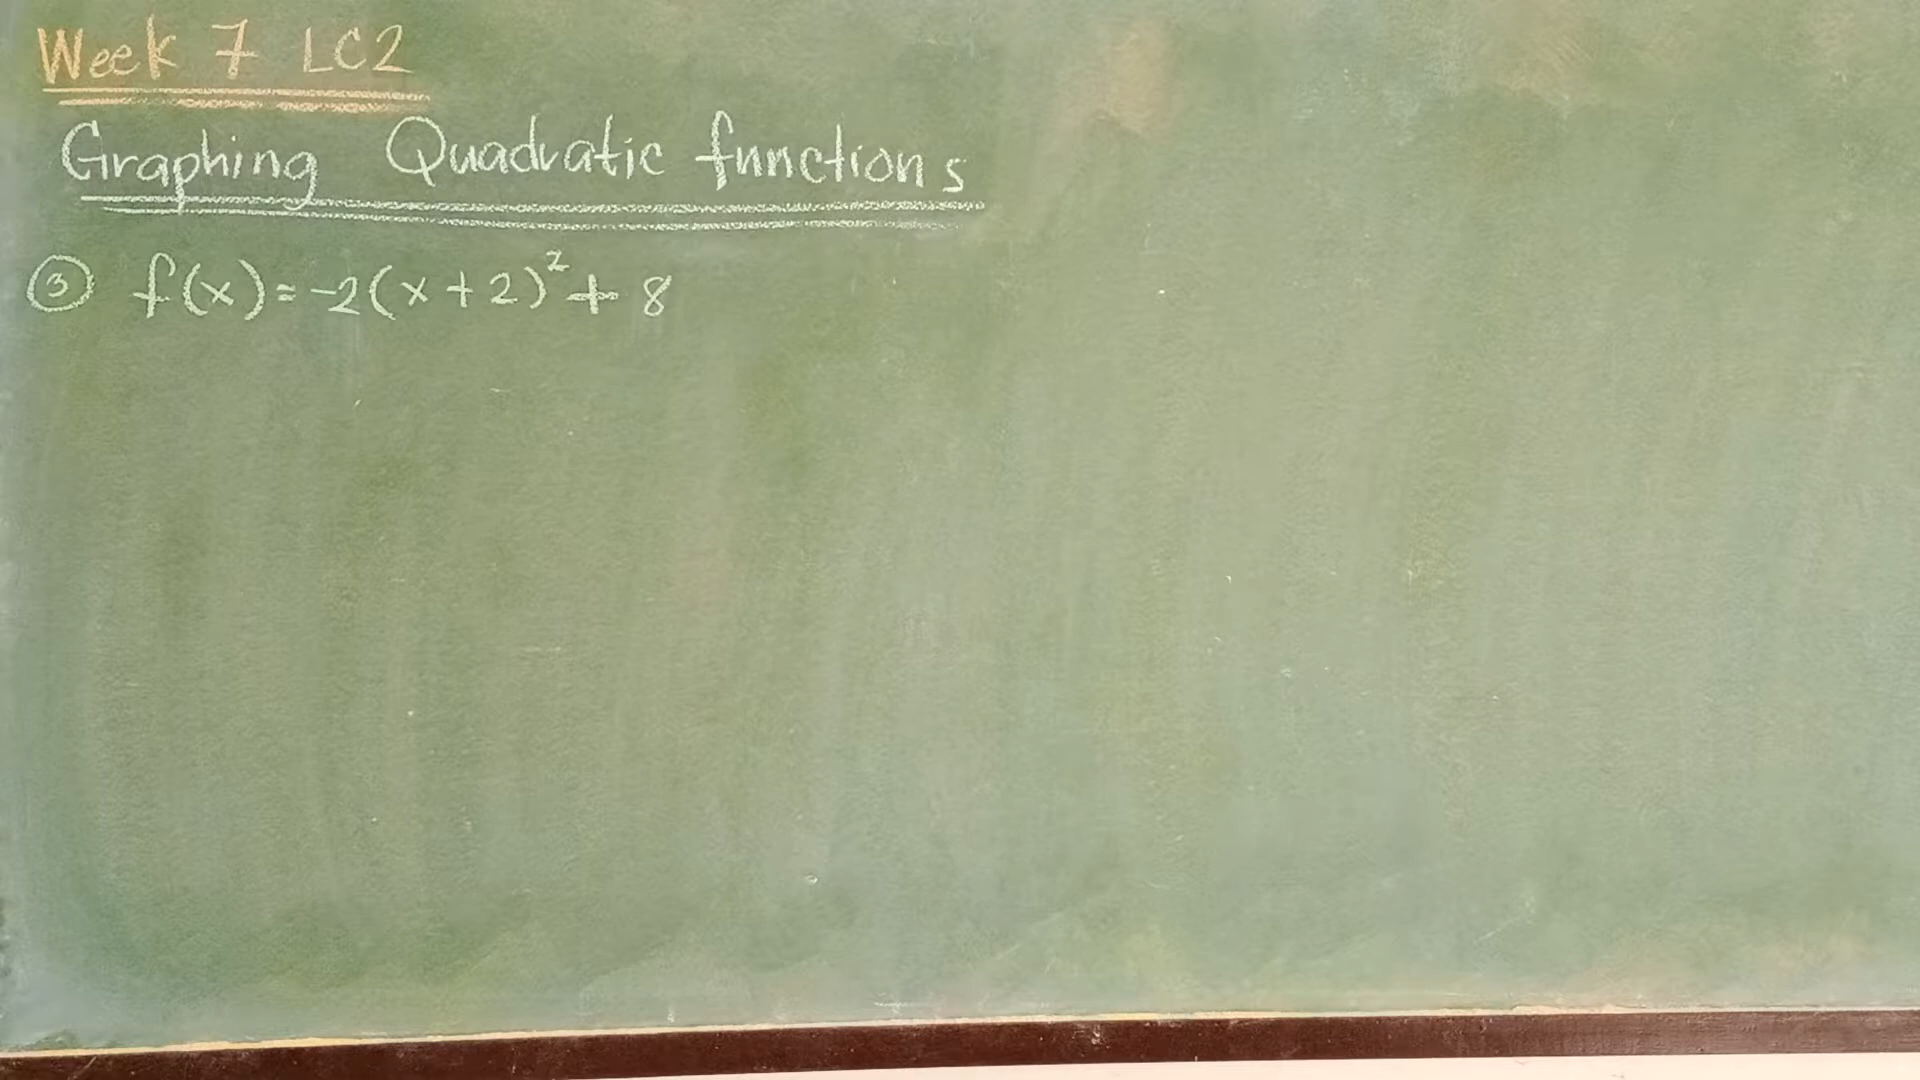 Week 7 LC2
Graphing Quadratic functions
③ f(x)=-2(x+2)²+ 8